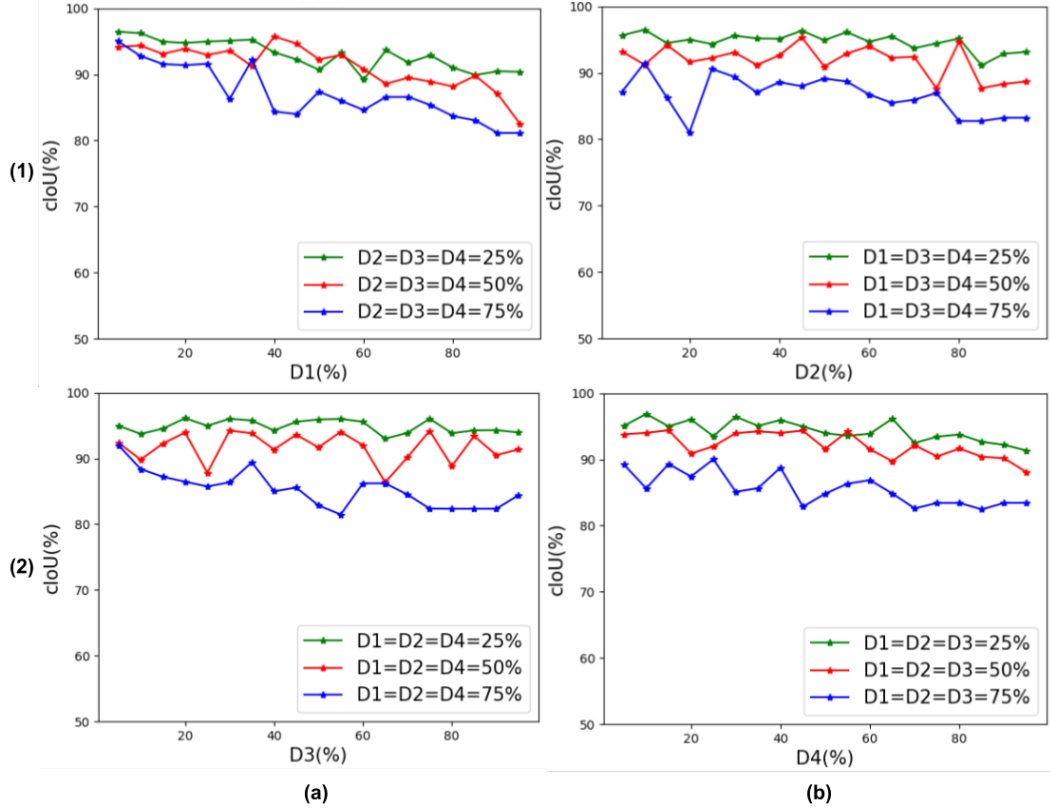 100
90
80
70
60
50
cIoU(%)
(1)
D2=D3=D4=25%
D2=D3=D4=50%
D2=D3=D4=75%
20 40 60 80
D1(%)
100
90
80
70
60
50
cIoU(%)
D1=D3=D4=25%
D1=D3=D4=50%
D1=D3=D4=75%
20 40 60 80
D2(%)
100
90
80
70
60
50
cIoU(%)
(2)
D1=D2=D4=25%
D1=D2=D4=50%
D1=D2=D4=75%
20 40 60 80
D3(%)
100
90
80
70
60
50
cIoU(%)
D1=D2=D3=25%
D1=D2=D3=50%
D1=D2=D3=75%
20 40 60 80
D4(%)
(a) (b)